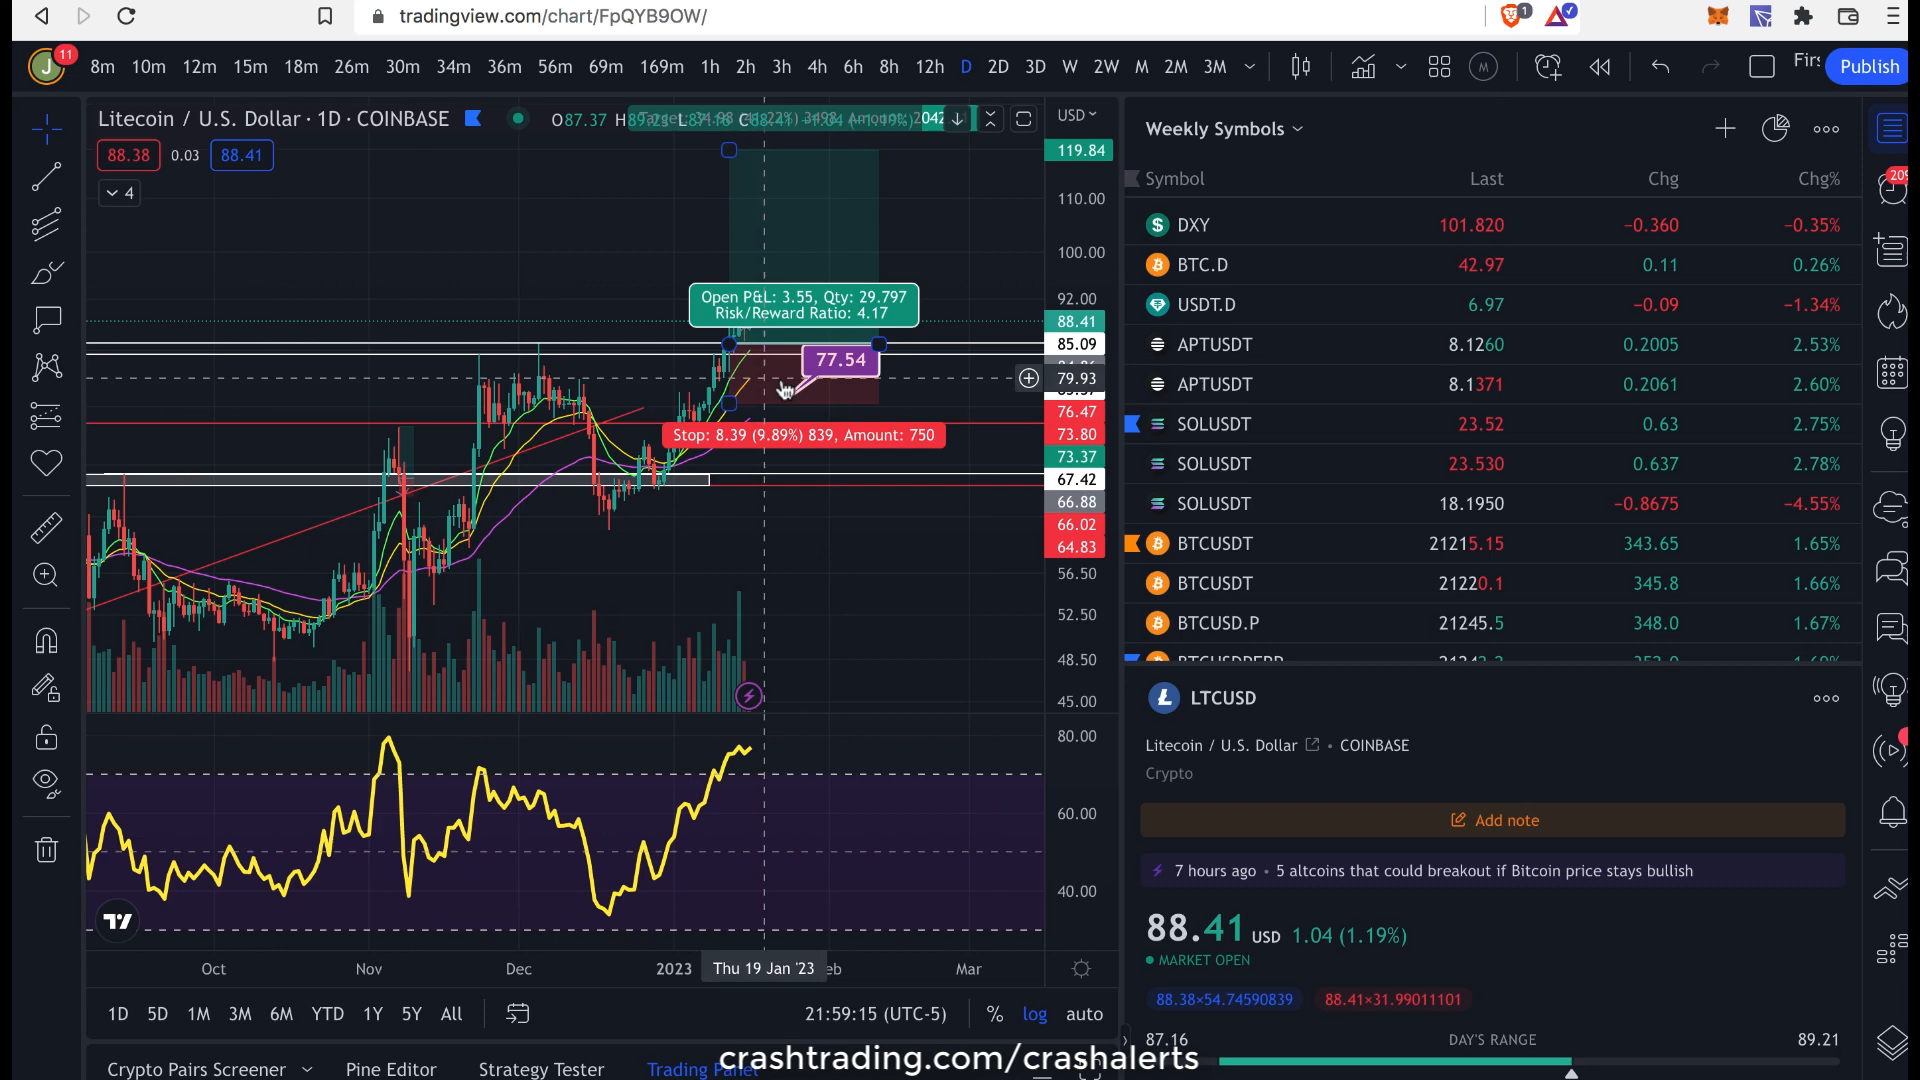 tradingview.com/chart/FpQYB9OW/
1
J 11 8m 10m 12m 15m 18m 26m 30m 34m 36m 56m 69m 169m 1h 2h 3h 4h 6h 8h 12h D 2D 3D W 2W M 2M 3M M Publish
Litecoin / U.S. Dollar · 1D · COINBASE O87.37
USD
88.38 0.03 88.41
4
119.84
110.00
100.00
92.00
88.41
85.09
79.93
76.47
73.80
73.37
67.42
66.88
66.02
64.83
56.50
52.50
48.50
45.00
Open P&L: 3.55, Qty: 29.797
Risk/Reward Ratio: 4.17
77.54
Stop: 8.39 (9.89%) 839, Amount: 750
80.00
60.00
40.00
Oct Nov Dec 2023 Thu 19 Jan '23 eb Mar
1D 5D 1M 3M 6M YTD 1Y 5Y All 21:59:15 (UTC-5) % log auto
Crypto Pairs Screener Pine Editor Strategy Tester Trading Panel
crashtrading.com/crashalerts
Weekly Symbols
Symbol Last Chg Chg%
DXY 101.820 −0.360 −0.35%
BTC.D 42.97 0.11 0.26%
USDT.D 6.97 −0.09 −1.34%
APTUSDT 8.1260 0.2005 2.53%
APTUSDT 8.1371 0.2061 2.60%
SOLUSDT 23.52 0.63 2.75%
SOLUSDT 23.530 0.637 2.78%
SOLUSDT 18.1950 −0.8675 −4.55%
BTCUSDT 21215.15 343.65 1.65%
BTCUSDT 21220.1 345.8 1.66%
BTCUSD.P 21245.5 348.0 1.67%
LTCUSD
Litecoin / U.S. Dollar • COINBASE
Crypto
Add note
7 hours ago • 5 altcoins that could breakout if Bitcoin price stays bullish
88.41 USD 1.04 (1.19%)
MARKET OPEN
88.38×54.74590839 88.41×31.99011101
87.16 DAY'S RANGE 89.21